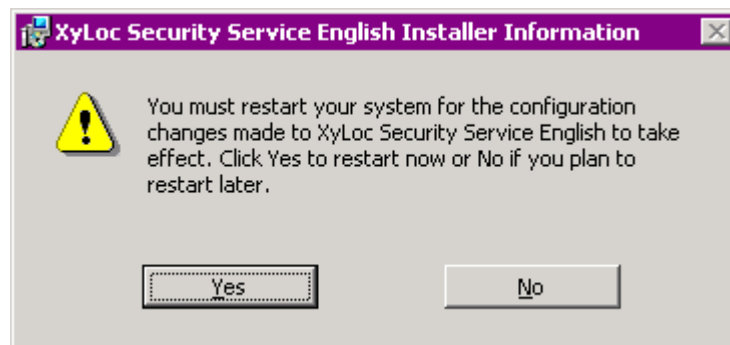 XyLoc Security Service English Installer Information
You must restart your system for the configuration
changes made to XyLoc Security Service English to take
effect. Click Yes to restart now or No if you plan to
restart later.
Yes
No